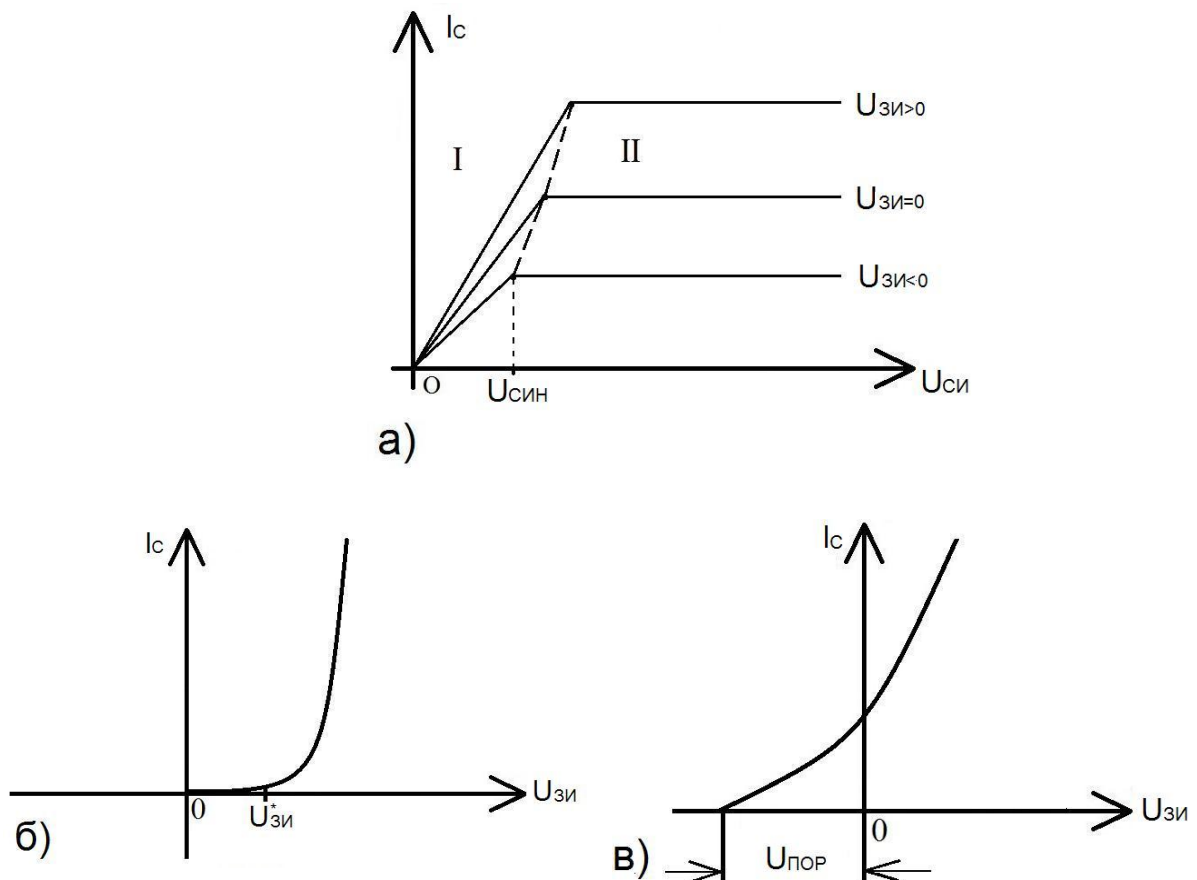 Iс
Uзи>0
I
II
Uзи=0
Uзи<0
O
Uсин
Uси
а)
Iс
Iс
0
U*зи
Uзи
0
Uзи
б)
в)
Uпор